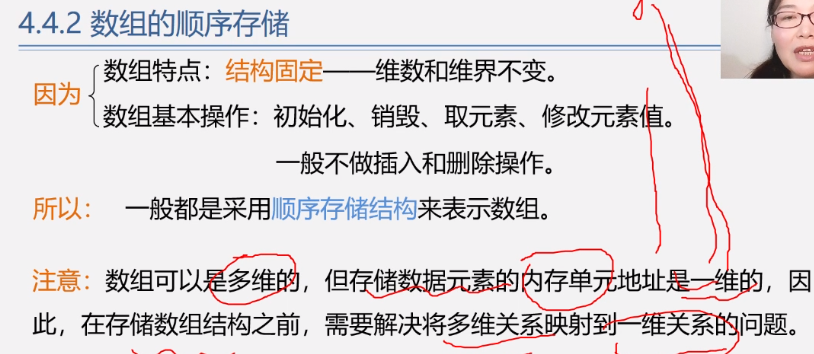 4.4.2 数组的顺序存储
因为
数组特点：结构固定——维数和维界不变。
数组基本操作：初始化、销毁、取元素、修改元素值。
一般不做插入和删除操作。
所以： 一般都是采用顺序存储结构来表示数组。
注意：数组可以是多维的，但存储数据元素的内存单元地址是一维的，因
此，在存储数组结构之前，需要解决将多维关系映射到一维关系的问题。